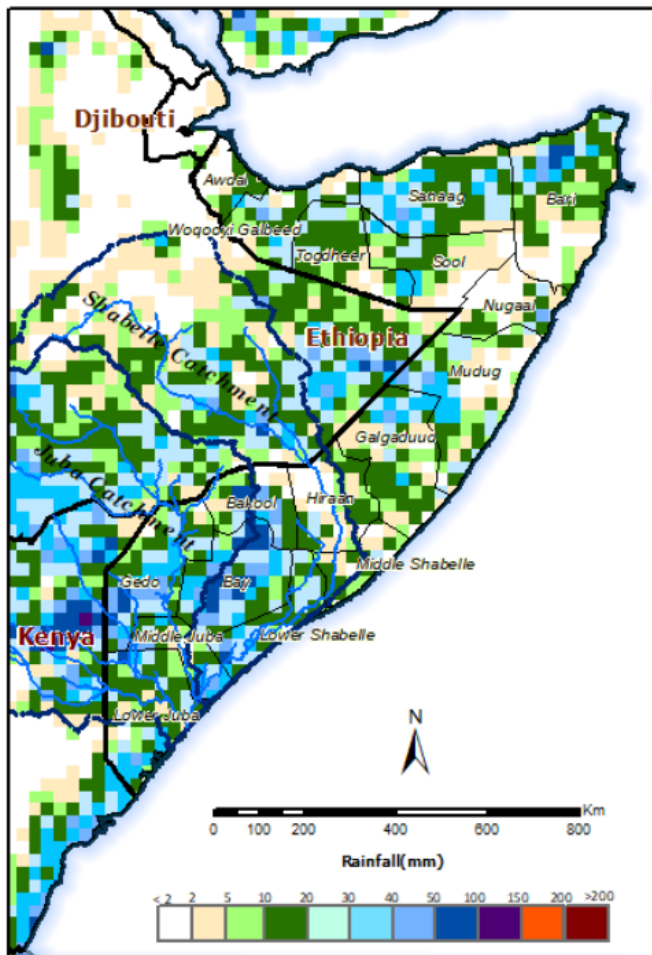 Djibouti
Awdal
Sanaag
Bari
Woqooyi Galbeed
Togdheer
Sool
Nugaal
Shabelle Catchment
Ethiopia
Mudug
Galgaduud
Juba Catchment
Bakool
Hiraan
Middle Shabelle
Gedo
Bay
Kenya
Middle Juba
Lower Shabelle
Lower Juba
N
Km
0 100 200 400 600 800
Rainfall(mm)
< 2 2 5 10 20 30 40 50 100 150 200 >200